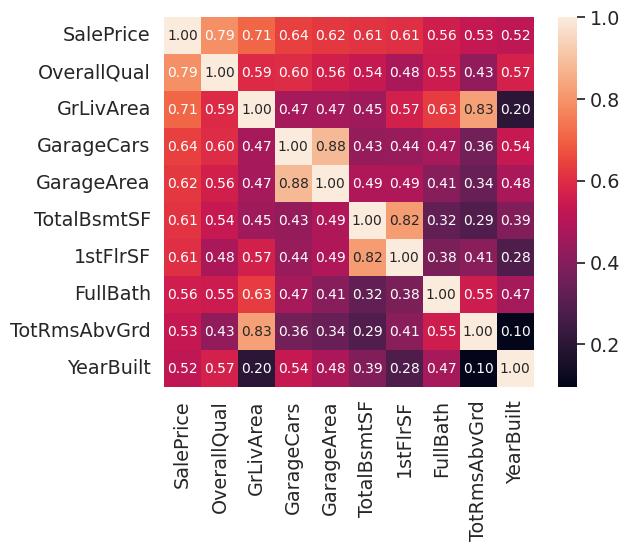 SalePrice 1.00 0.79 0.71 0.64 0.62 0.61 0.61 0.56 0.53 0.52
OverallQual 0.79 1.00 0.59 0.60 0.56 0.54 0.48 0.55 0.43 0.57
GrLivArea 0.71 0.59 1.00 0.47 0.47 0.45 0.57 0.63 0.83 0.20
GarageCars 0.64 0.60 0.47 1.00 0.88 0.43 0.44 0.47 0.36 0.54
GarageArea 0.62 0.56 0.47 0.88 1.00 0.49 0.49 0.41 0.34 0.48
TotalBsmtSF 0.61 0.54 0.45 0.43 0.49 1.00 0.82 0.32 0.29 0.39
1stFlrSF 0.61 0.48 0.57 0.44 0.49 0.82 1.00 0.38 0.41 0.28
FullBath 0.56 0.55 0.63 0.47 0.41 0.32 0.38 1.00 0.55 0.47
TotRmsAbvGrd 0.53 0.43 0.83 0.36 0.34 0.29 0.41 0.55 1.00 0.10
YearBuilt 0.52 0.57 0.20 0.54 0.48 0.39 0.28 0.47 0.10 1.00
SalePrice
OverallQual
GrLivArea
GarageCars
GarageArea
TotalBsmtSF
1stFlrSF
FullBath
TotRmsAbvGrd
YearBuilt
1.0
0.8
0.6
0.4
0.2